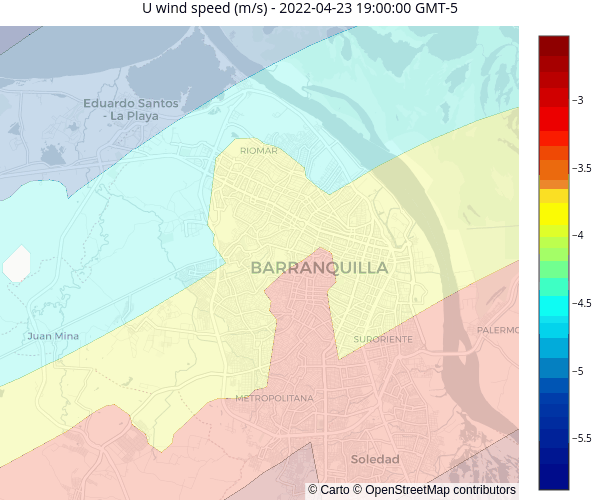 U wind speed (m/s) - 2022-04-23 19:00:00 GMT-5
Eduardo Santos
- La Playa
RIOMAR
BARRANQUILLA
Juan Mina
SURORIENTE
PALERMO
METROPOLITANA
Soledad
© Carto © OpenStreetMap contributors
−3
−3.5
−4
−4.5
−5
−5.5